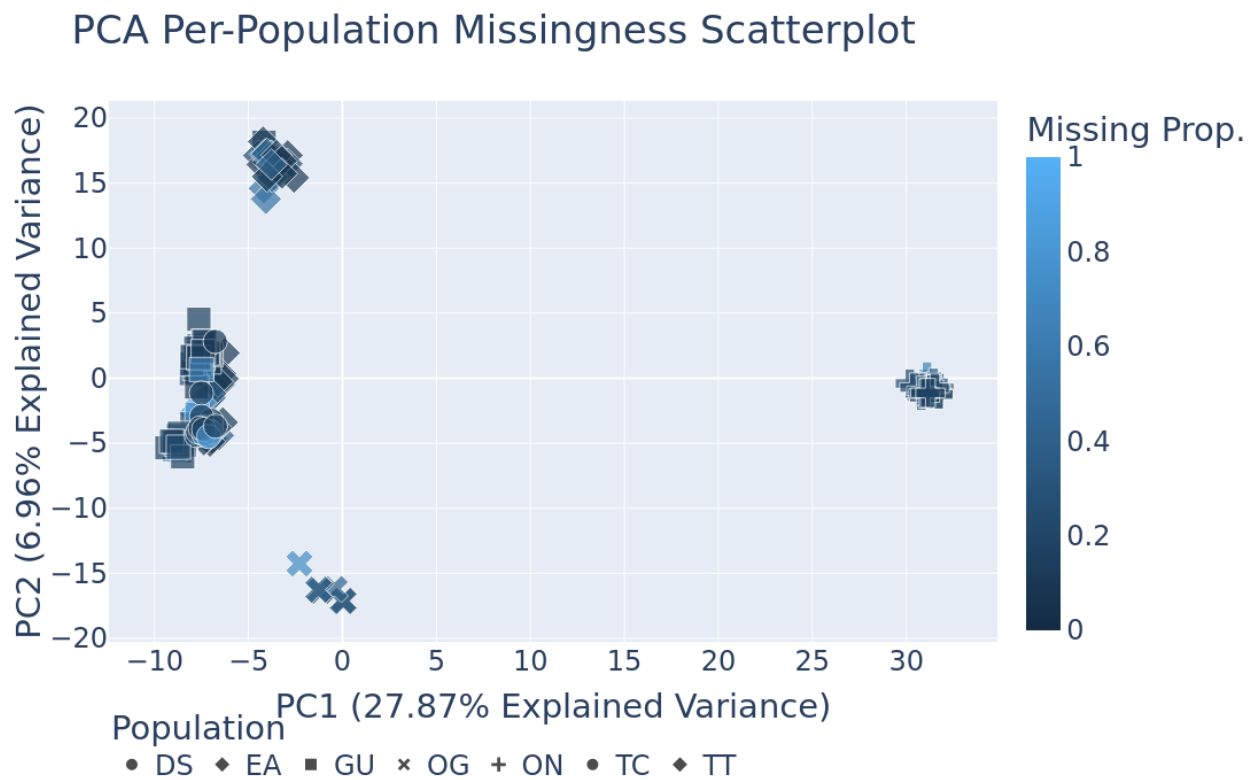 PCA Per-Population Missingness Scatterplot
PC2 (6.96% Explained Variance)
20
15
10
5
0
−5
−10
−15
−20
−10 −5 0 5 10 15 20 25 30
PC1 (27.87% Explained Variance)
Missing Prop.
1
0.8
0.6
0.4
0.2
0
Population
DS EA GU OG ON TC TT